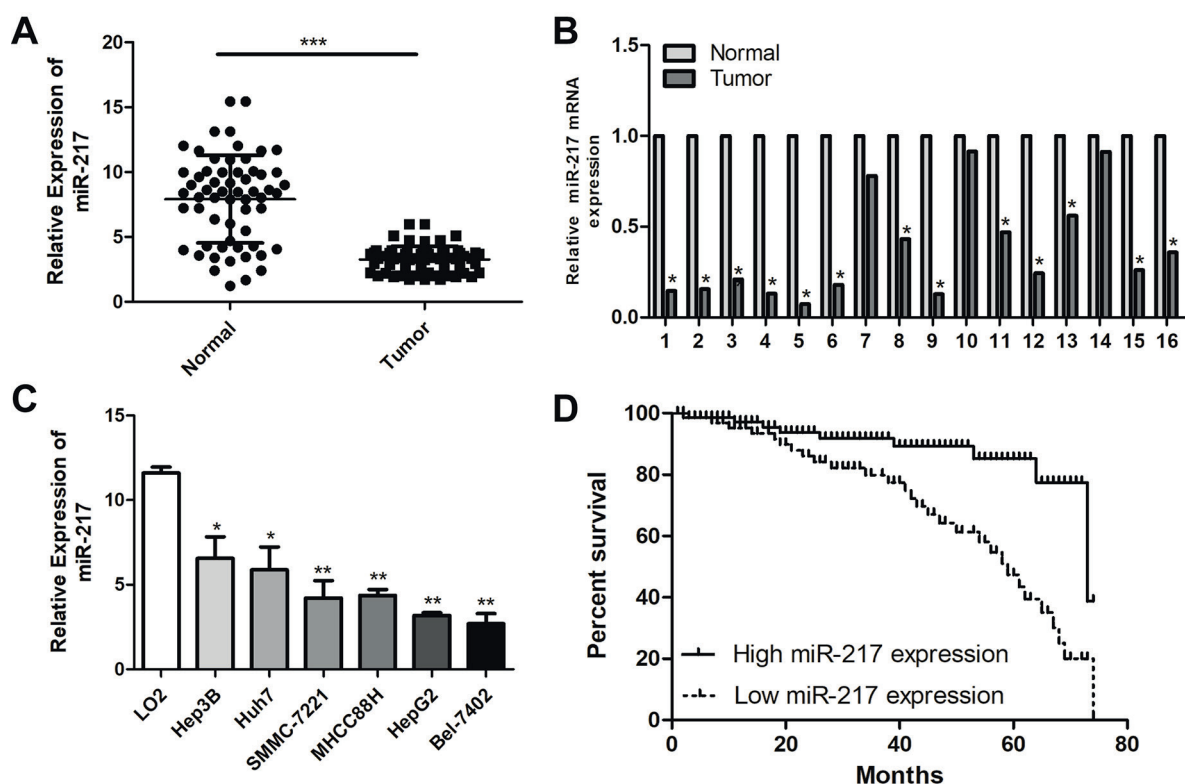 A
Relative Expression of
miR-217
20
15
10
5
0
***
Normal
Tumor
B
Relative miR-217 mRNA
expression
1.5
1.0
0.5
0.0
Normal
Tumor
* * * * * * * * * * * * *
1 2 3 4 5 6 7 8 9 10 11 12 13 14 15 16
C
Relative Expression of
miR-217
15
10
5
0
* * ** ** ** **
LO2
Hep3B
Huh7
SMMC-7221
MHCC88H
HepG2
Bel-7402
D
Percent survival
100
80
60
40
20
0
High miR-217 expression
Low miR-217 expression
0 20 40 60 80
Months